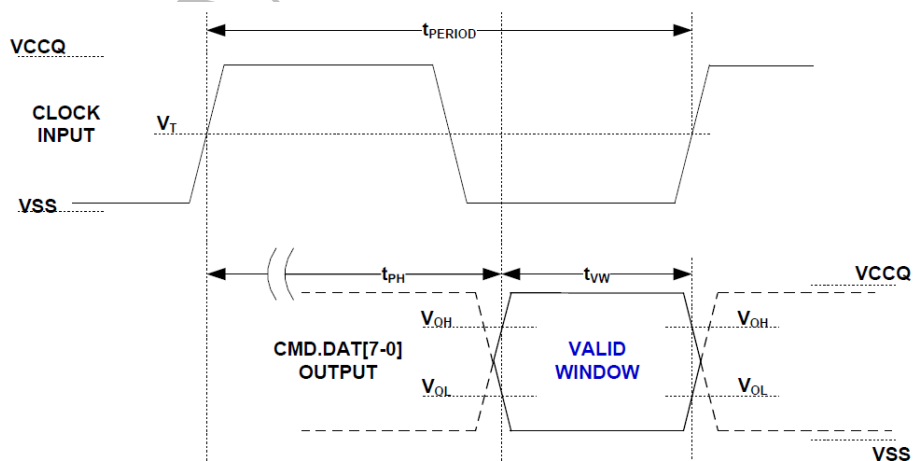 tPERIOD
VCCQ
CLOCK
INPUT
VT
VSS
tPH
tVW
VCCQ
VOH
VOH
CMD.DAT[7-0]
OUTPUT
VALID
WINDOW
VOL
VOL
VSS